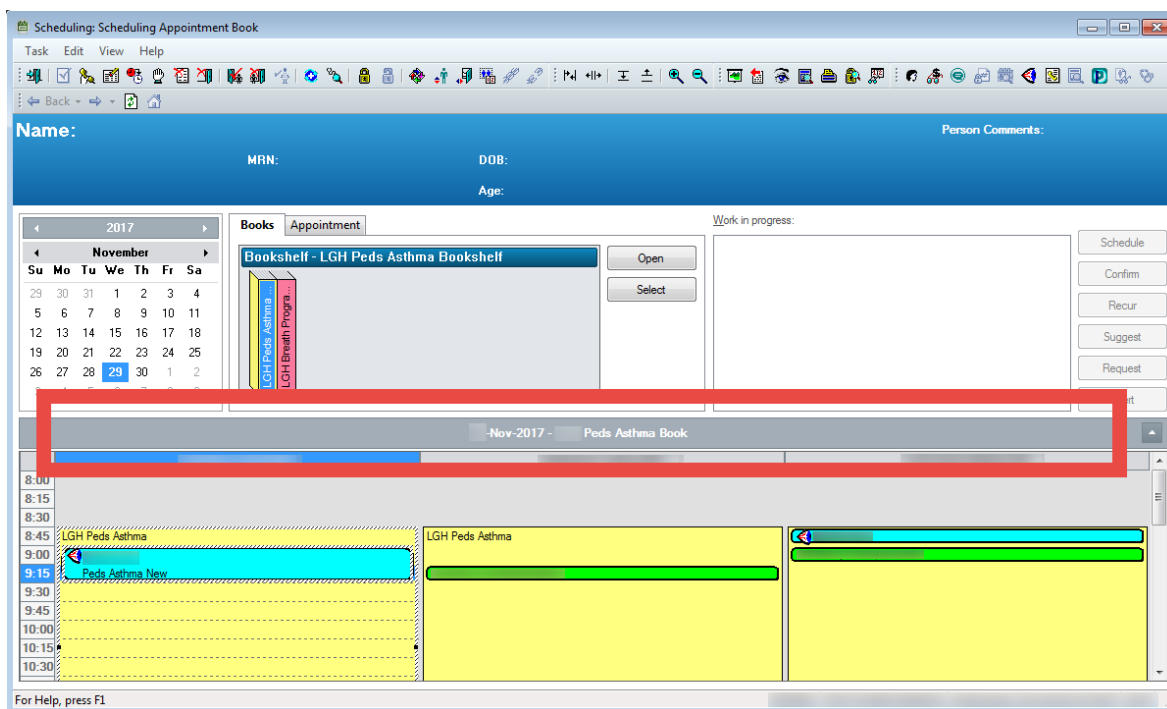 Scheduling: Scheduling Appointment Book
Task Edit View Help
Back
Name:
Person Comments:
MRN: DOB:
Age:
2017
November
Su Mo Tu We Th Fr Sa
29 30 31 1 2 3 4
5 6 7 8 9 10 11
12 13 14 15 16 17 18
19 20 21 22 23 24 25
26 27 28 29 30 1 2
Books Appointment
Bookshelf - LGH Peds Asthma Bookshelf
LGH Peds Asthma ...
LGH Breath Progra...
Open
Select
Work in progress:
Schedule
Confirm
Recur
Suggest
Request
-Nov-2017 - Peds Asthma Book
8:00
8:15
8:30
8:45 LGH Peds Asthma LGH Peds Asthma
9:00
9:15 Peds Asthma New
9:30
9:45
10:00
10:15
10:30
For Help, press F1